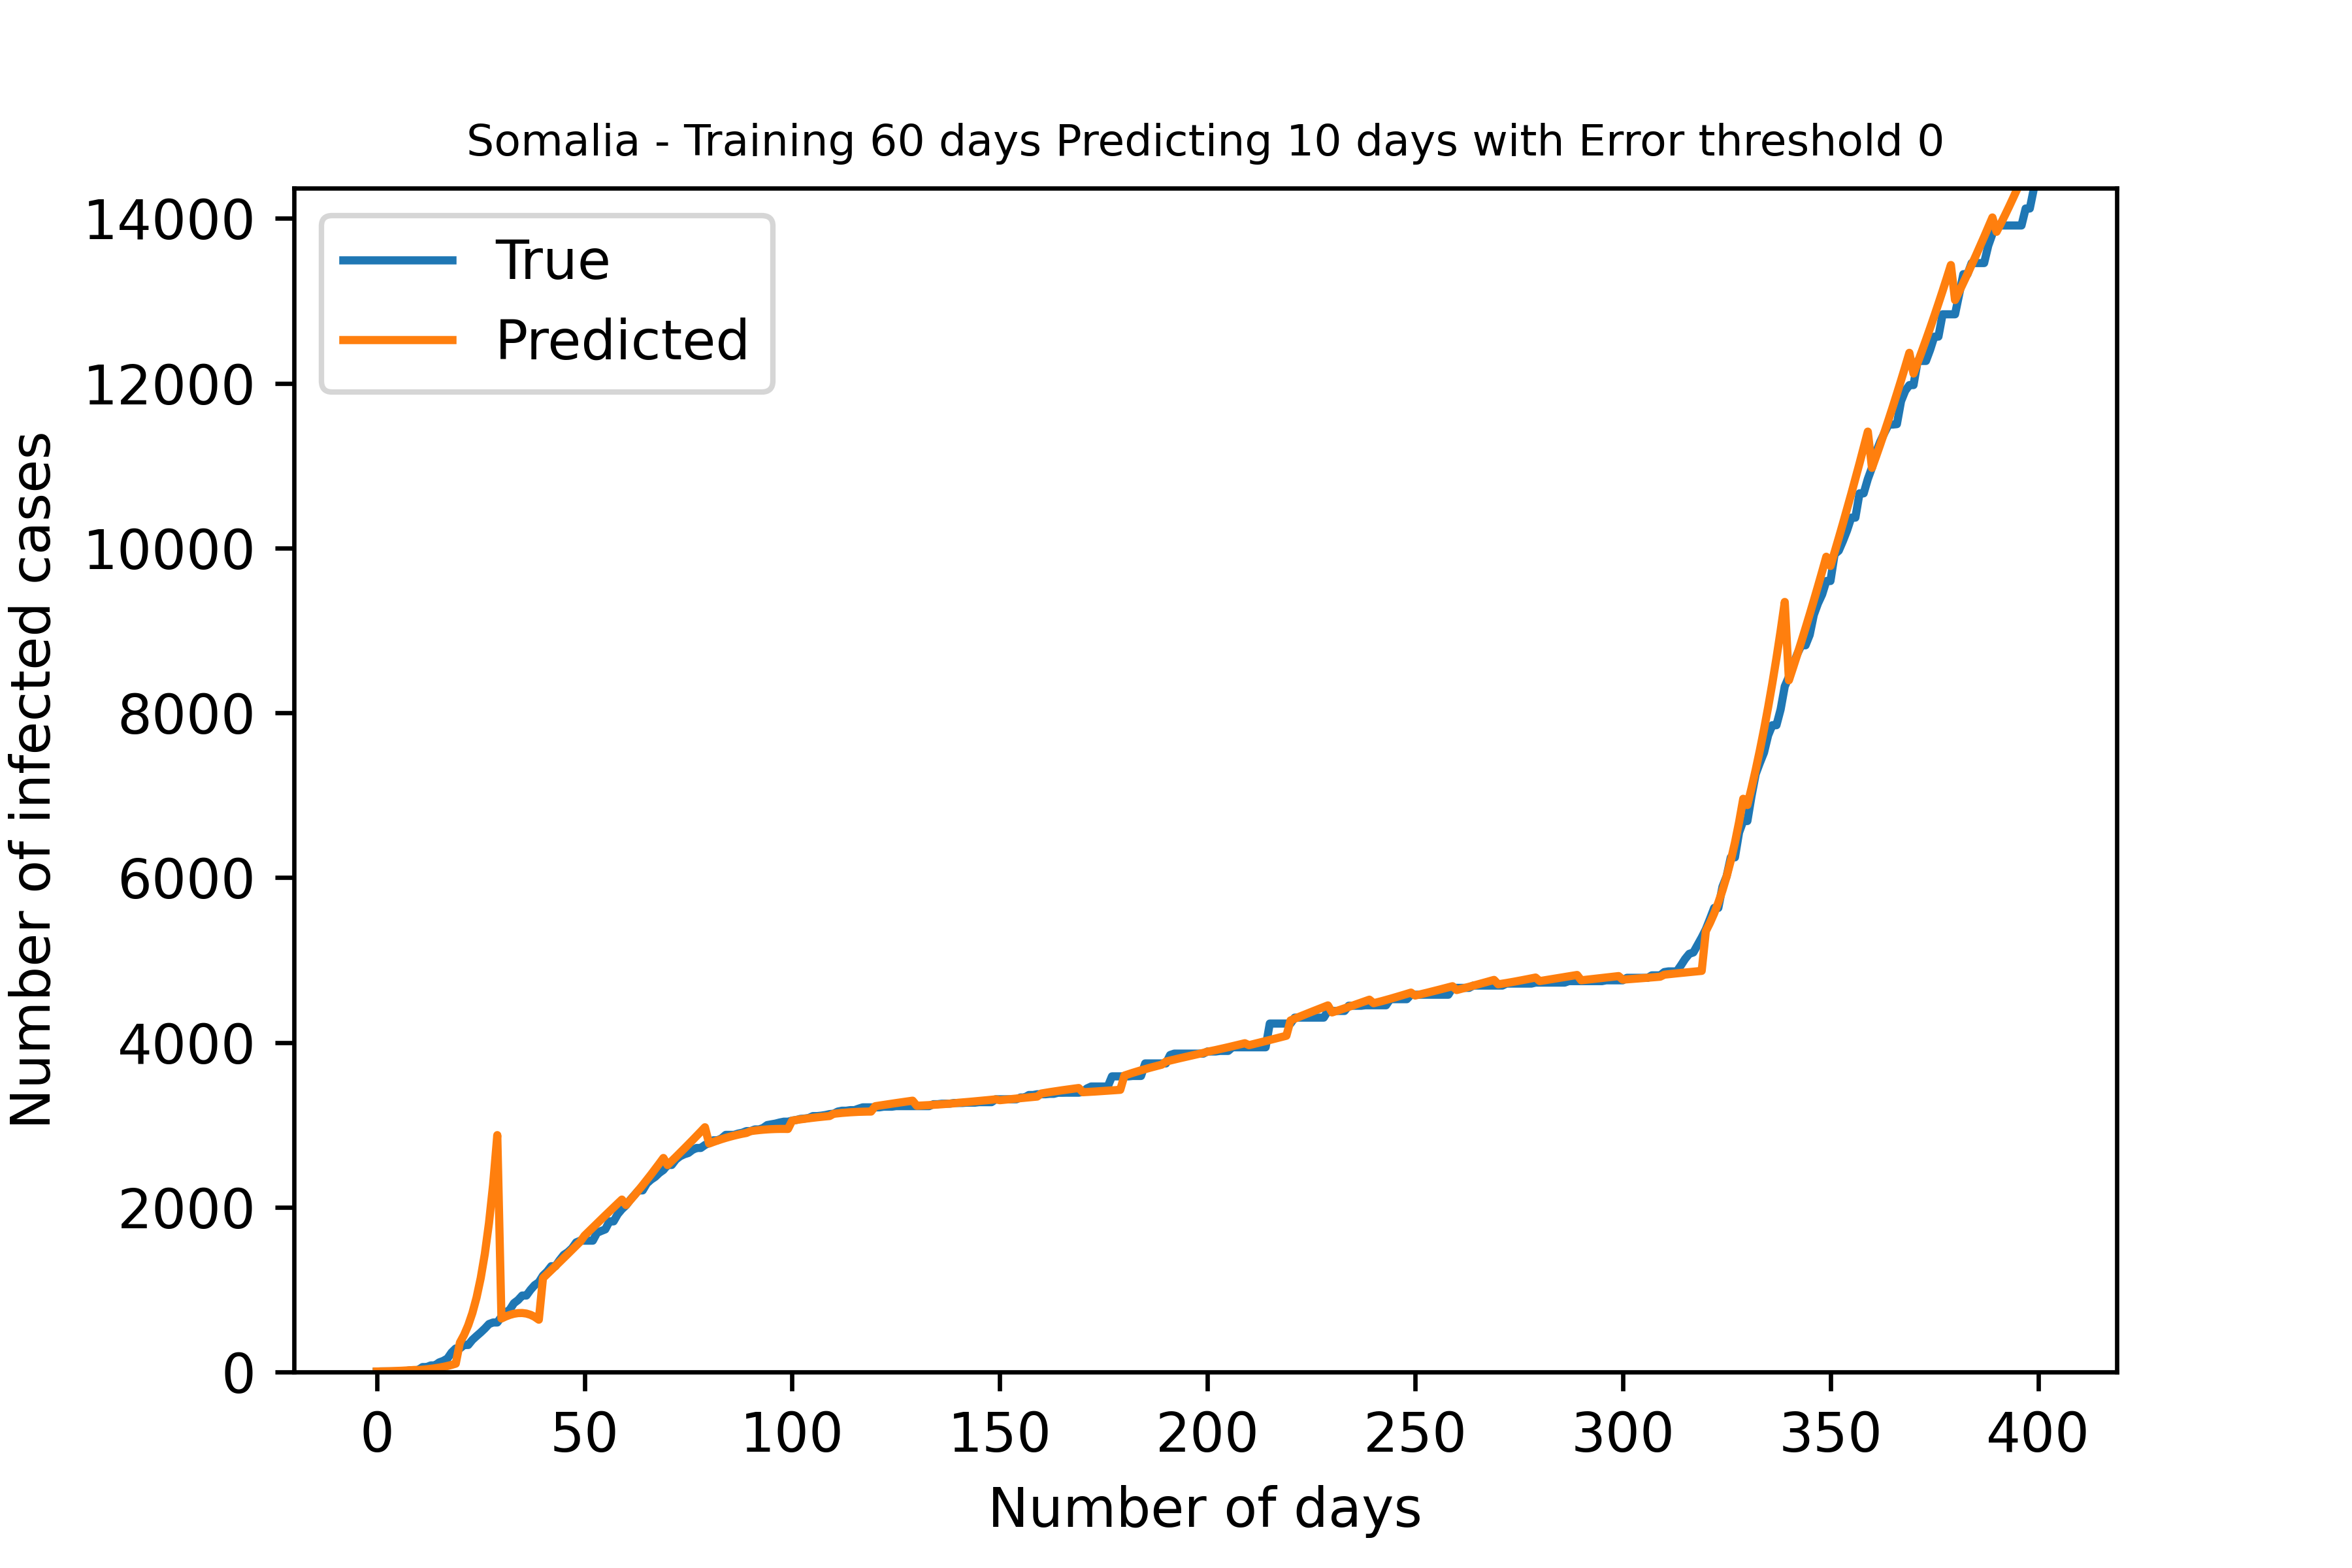 Somalia - Training 60 days Predicting 10 days with Error threshold 0
True
Predicted
14000
12000
10000
8000
6000
4000
2000
0
Number of infected cases
0 50 100 150 200 250 300 350 400
Number of days